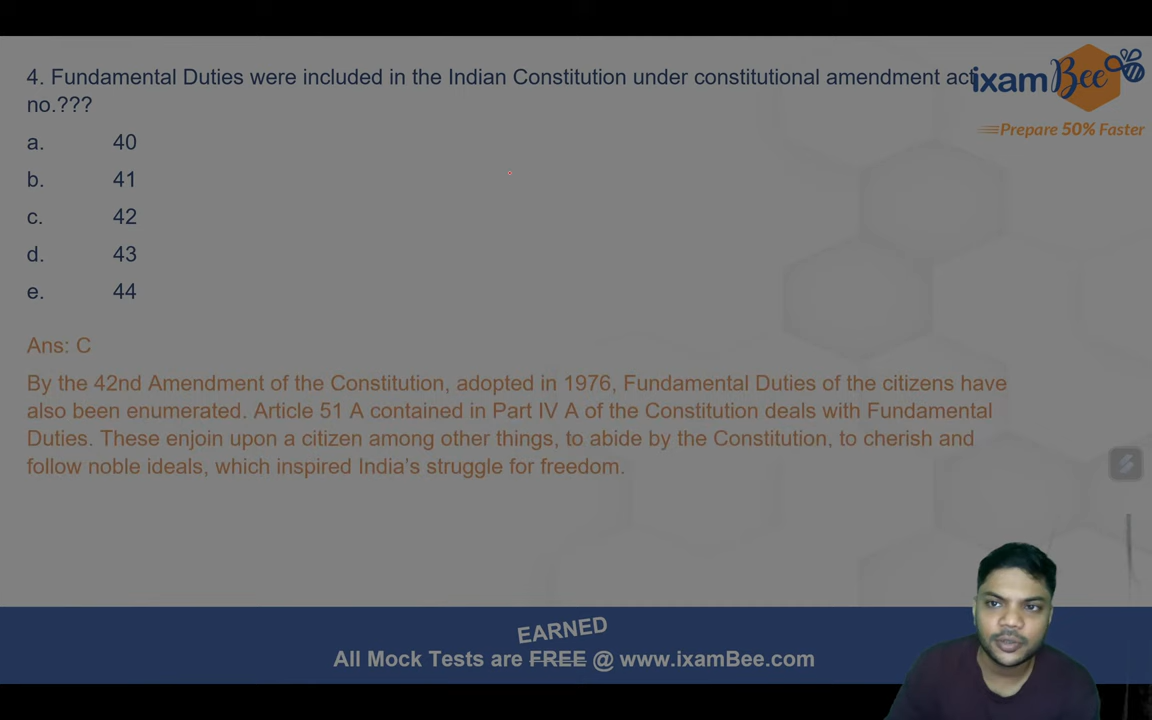 4. Fundamental Duties were included in the Indian Constitution under constitutional amendment act
no.???
a. 40
b. 41
c. 42
d. 43
e. 44
Ans: C
By the 42nd Amendment of the Constitution, adopted in 1976, Fundamental Duties of the citizens have
also been enumerated. Article 51 A contained in Part IV A of the Constitution deals with Fundamental
Duties. These enjoin upon a citizen among other things, to abide by the Constitution, to cherish and
follow noble ideals, which inspired India's struggle for freedom.
ixamBee
Prepare 50% Faster
EARNED
All Mock Tests are FREE @ www.ixamBee.com